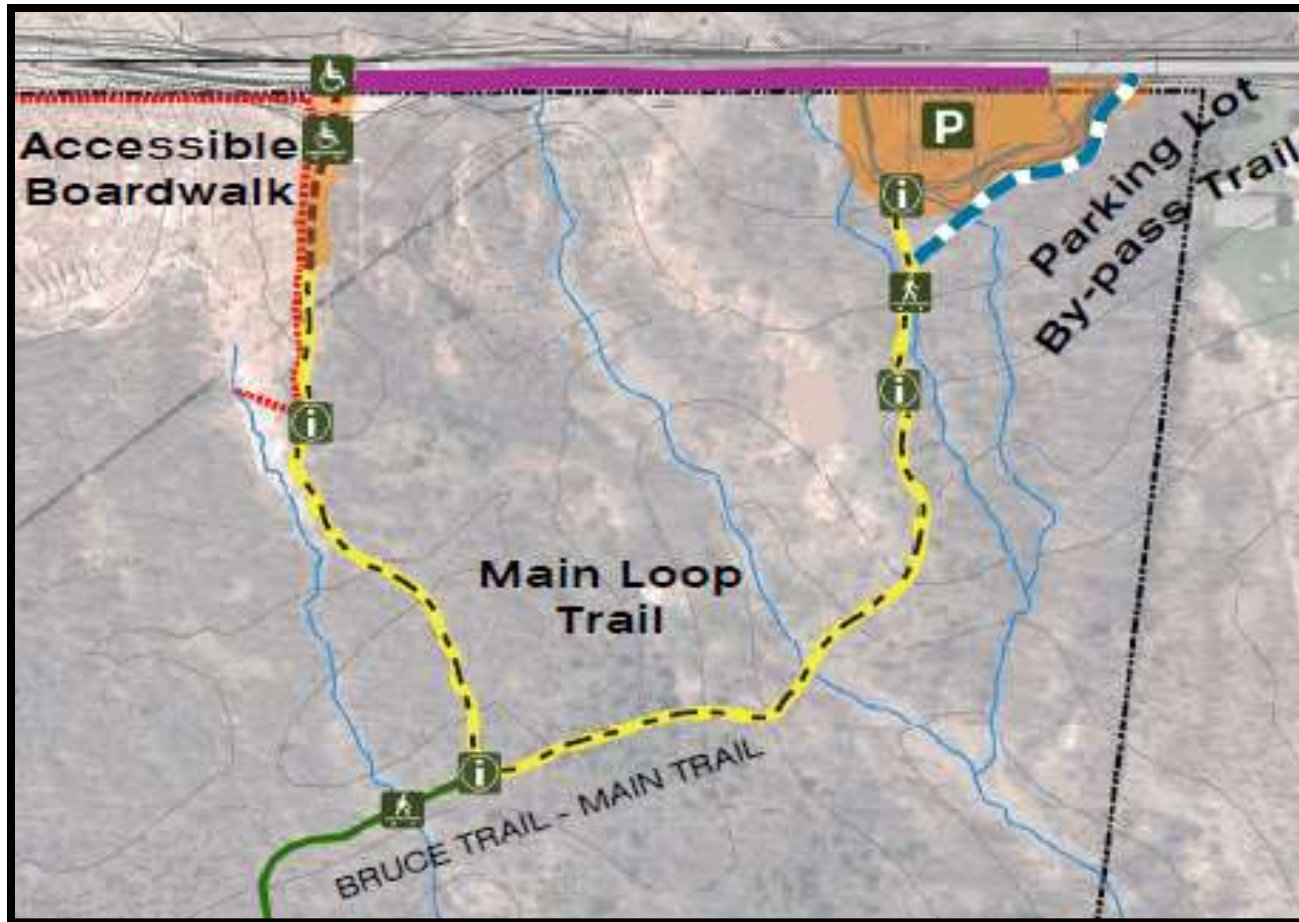 Accessible
Boardwalk
P
i
Parking Lot
By-pass Trail
i
i
Main Loop
Trail
i
BRUCE TRAIL - MAIN TRAIL